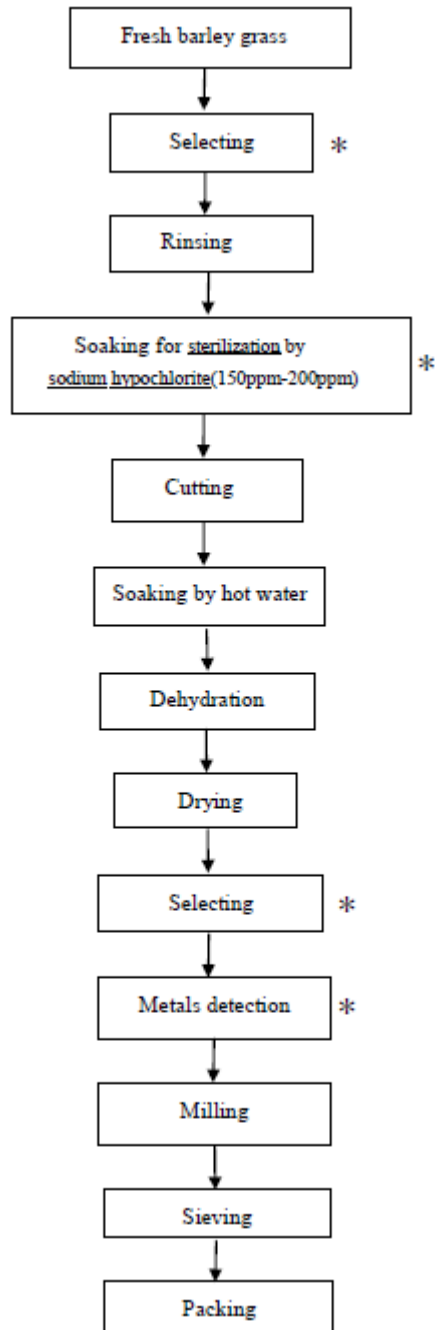 Fresh barley grass
Selecting *
Rinsing
Soaking for sterilization by
sodium hypochlorite(150ppm-200ppm) *
Cutting
Soaking by hot water
Dehydration
Drying
Selecting *
Metals detection *
Milling
Sieving
Packing